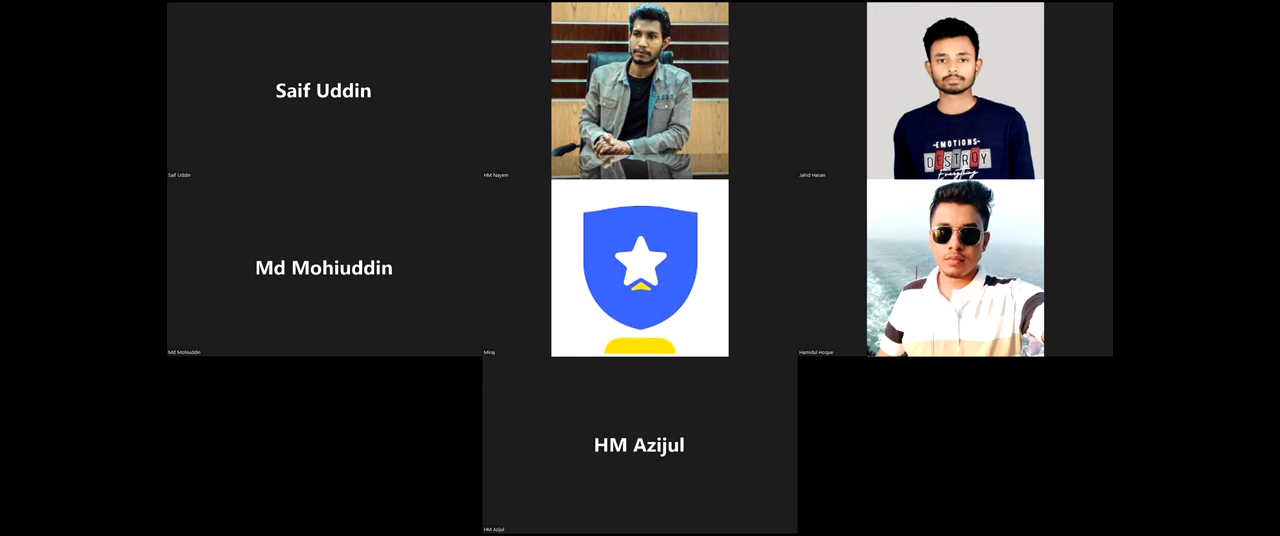 Saif Uddin
Saif Uddin
HM Nayem
-EMOTIONS-
DESTROY
Everything
Jahid Hasan
Md Mohiuddin
Md Mohiuddin
Miraj
Hamidul Hoque
HM Azijul
HM Azijul